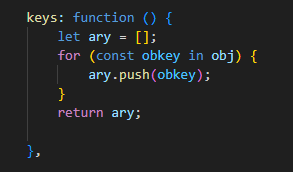 keys: function () {
    let ary = [];
    for (const obkey in obj) {
        ary.push(obkey);
    }
    return ary;

},